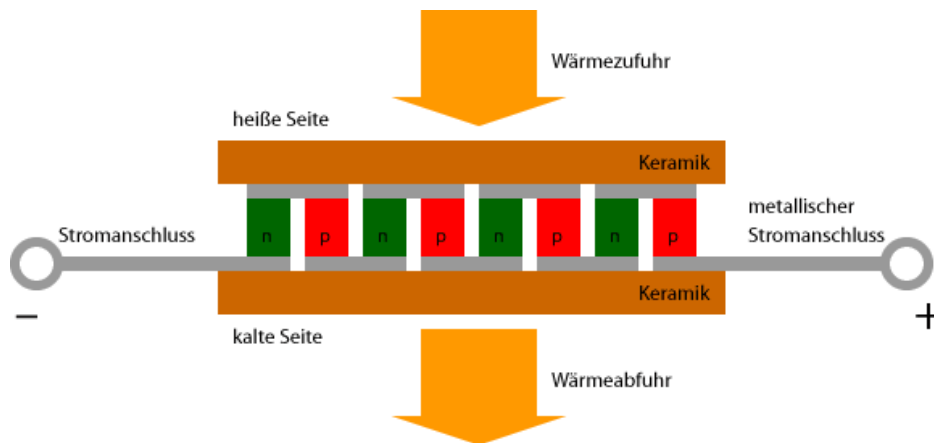 Wärmezufuhr
heiße Seite
Keramik
n p n p n p n p
Stromanschluss
metallischer
Stromanschluss
– +
Keramik
kalte Seite
Wärmeabfuhr